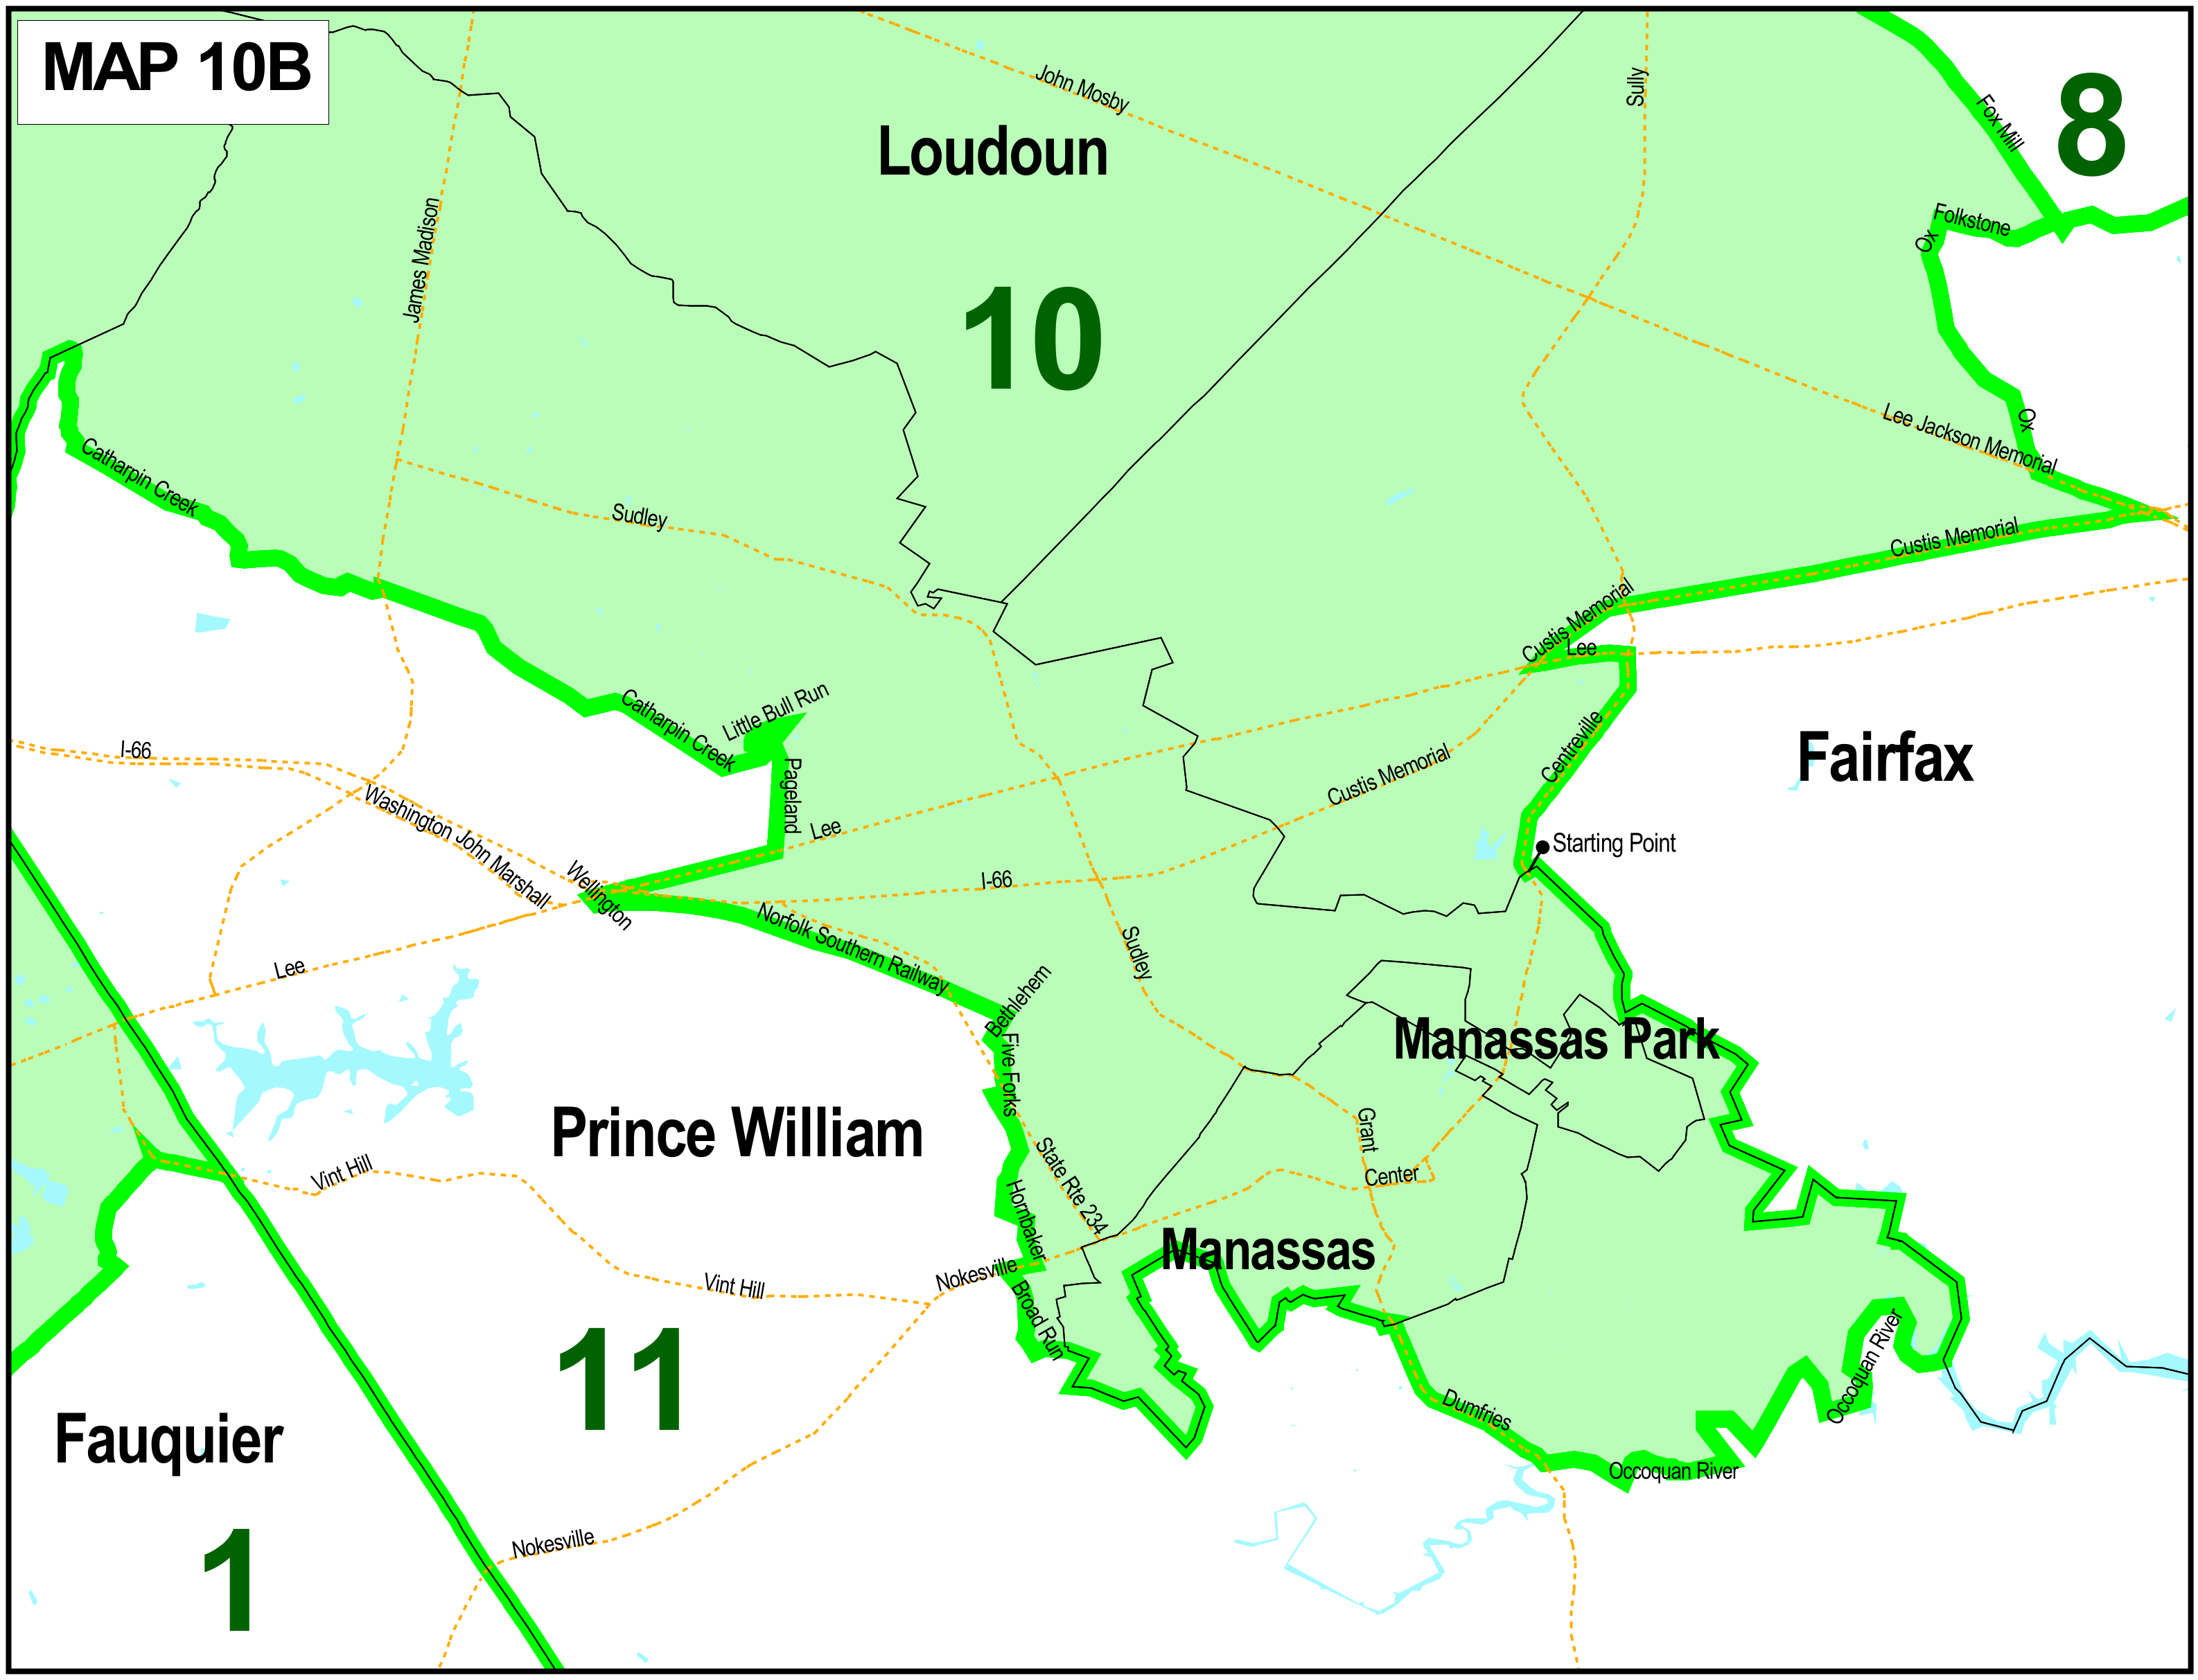 MAP 10B
John Mosby
Sully
8
Fox Mill
Loudoun
James Madison
Folkstone
Ox
10
Ox
Lee Jackson Memorial
Catharpin Creek
Sudley
Custis Memorial
Custis Memorial
Lee
Little Bull Run
Catharpin Creek
I-66
Pageland
Custis Memorial
Centreville
Fairfax
Washington
John Marshall
Lee
Starting Point
Wellington
I-66
Norfolk Southern Railway
Sudley
Lee
Bethlehem
Five Forks
Manassas Park
Prince William
Grant
State Rte 234
Vint Hill
Center
Hornbaker
Manassas
Nokesville
Vint Hill
Broad Run
Occoquan River
11
Dumfries
Fauquier
Occoquan River
1
Nokesville